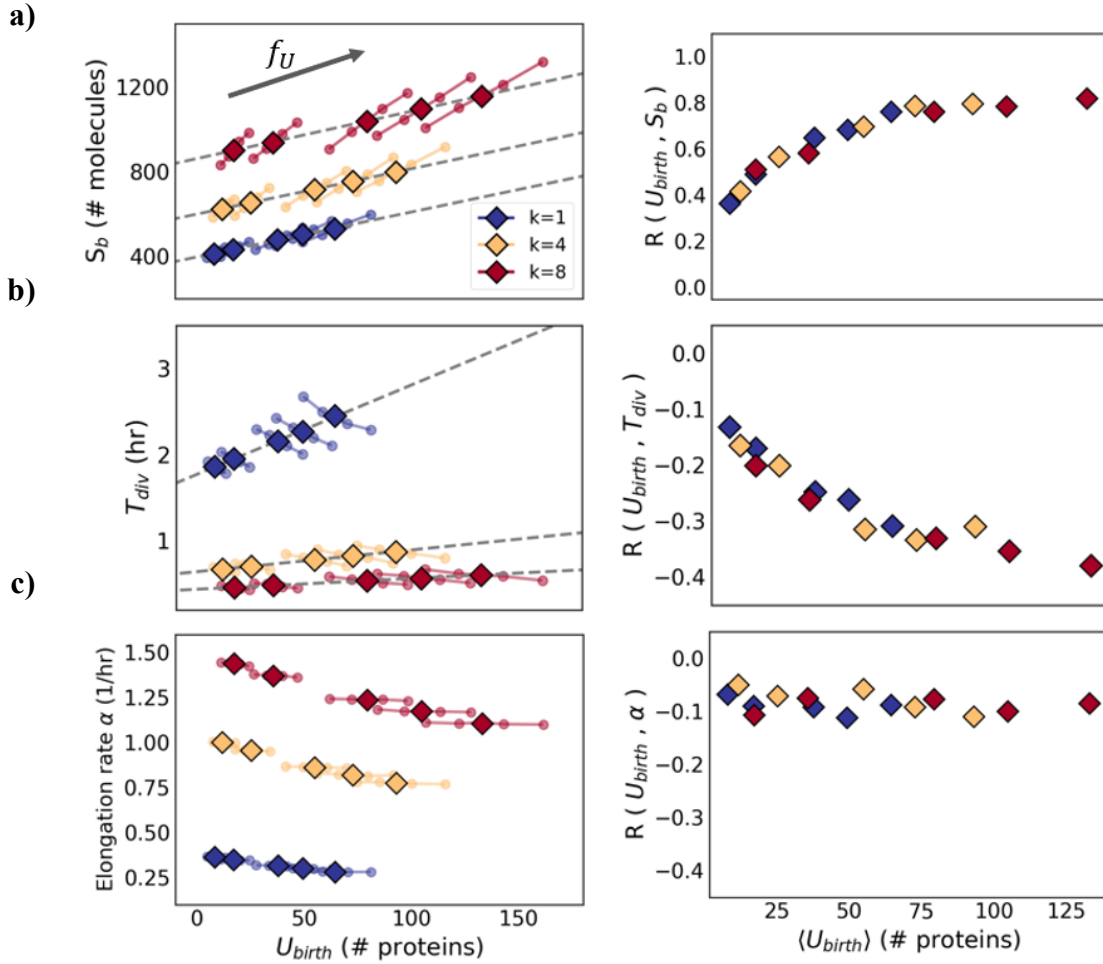 a)
S_b (# molecules)
1200
800
400
f_U
k=1
k=4
k=8
R ( U_birth , S_b )
1.0
0.8
0.6
0.4
0.2
0.0
b)
T_div (hr)
3
2
1
R ( U_birth , T_div )
0.0
−0.1
−0.2
−0.3
−0.4
c)
Elongation rate α (1/hr)
1.50
1.25
1.00
0.75
0.50
0.25
0 50 100 150
U_birth (# proteins)
R ( U_birth , α )
0.0
−0.1
−0.2
−0.3
−0.4
25 50 75 100 125
⟨U_birth⟩ (# proteins)